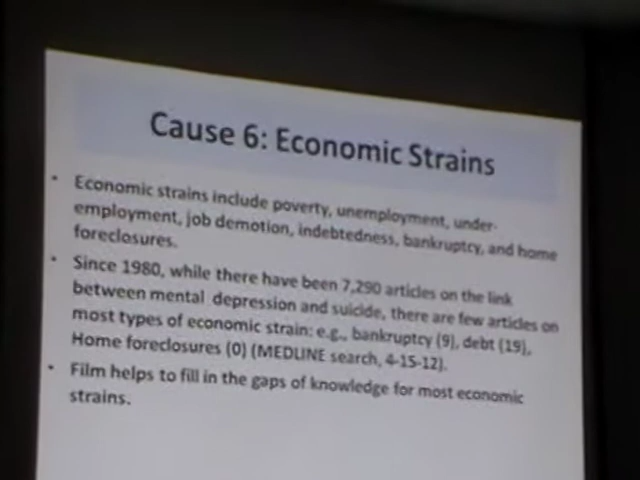 Cause 6: Economic Strains
• Economic strains include poverty, unemployment, under-
employment, job demotion, indebtedness, bankruptcy, and home
foreclosures.
• Since 1980, while there have been 7,290 articles on the link
between mental depression and suicide, there are few articles on
most types of economic strain: e.g., bankruptcy (9), debt (19),
Home foreclosures (0) (MEDLINE search, 4-15-12).
• Film helps to fill in the gaps of knowledge for most economic
strains.